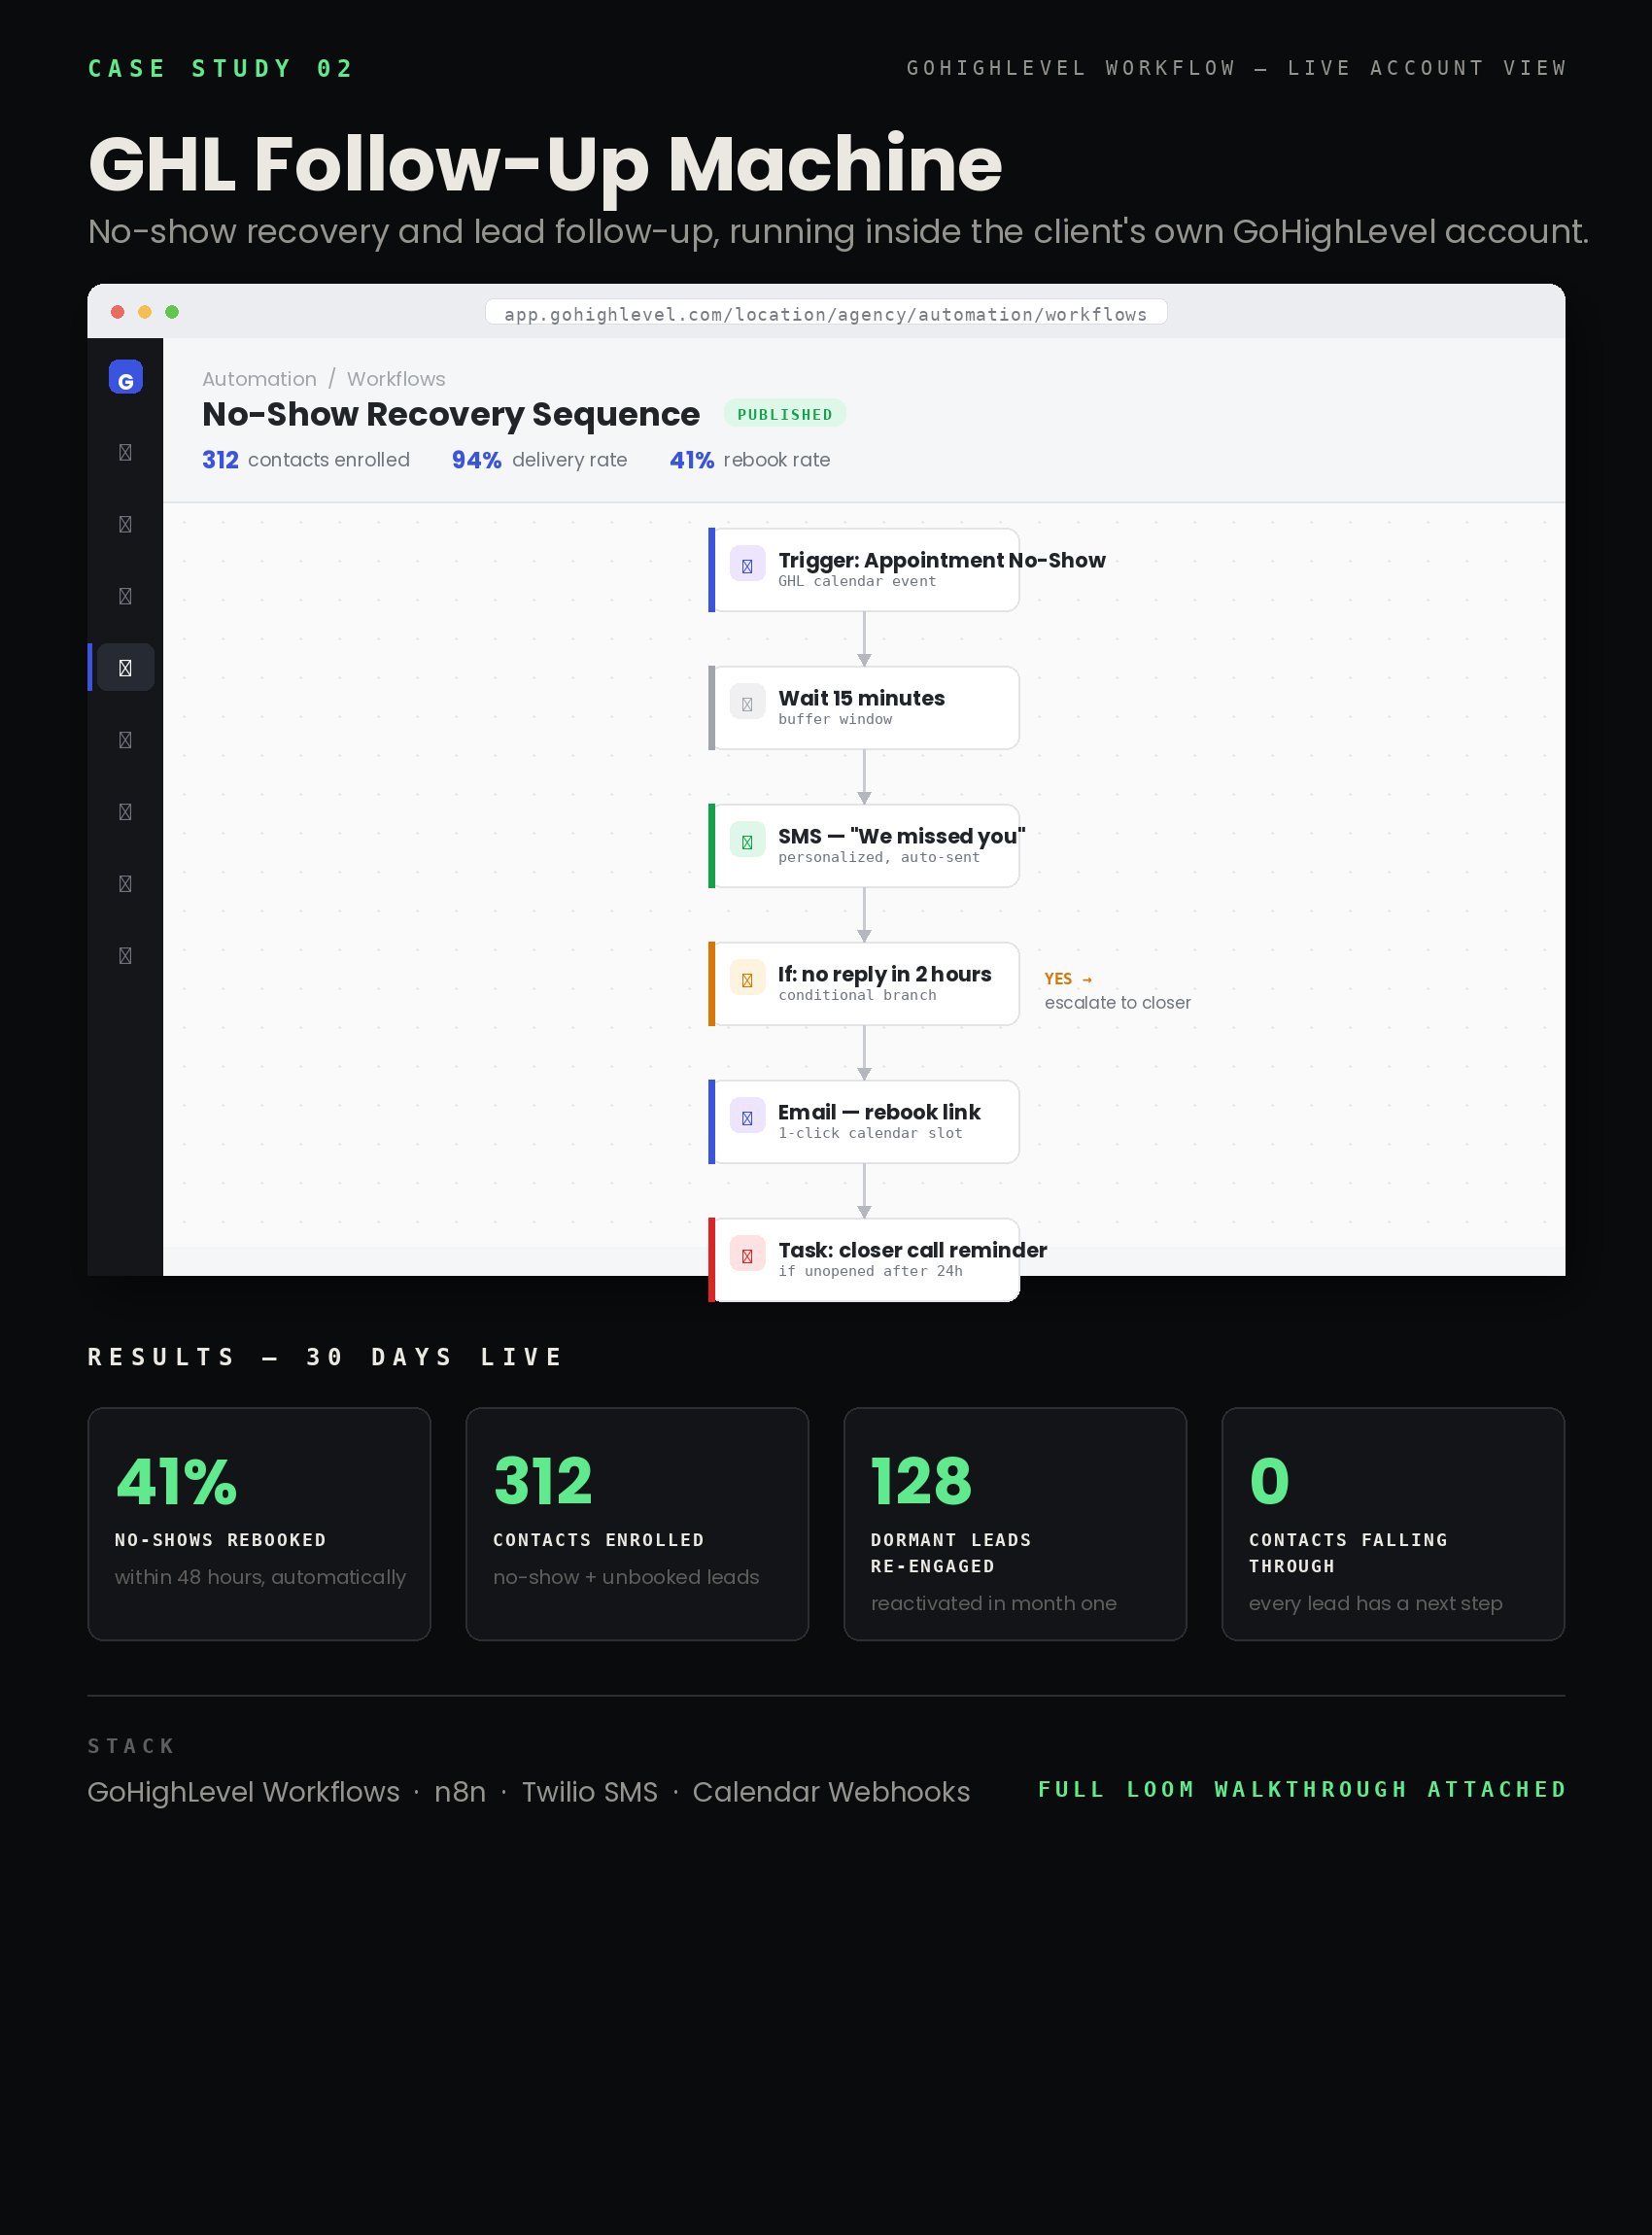 CASE STUDY 02
GOHIGHLEVEL WORKFLOW — LIVE ACCOUNT VIEW
GHL Follow-Up Machine
No-show recovery and lead follow-up, running inside the client's own GoHighLevel account.
app.gohighlevel.com/location/agency/automation/workflows
G
Automation / Workflows
No-Show Recovery Sequence PUBLISHED
312 contacts enrolled 94% delivery rate 41% rebook rate
Trigger: Appointment No-Show
GHL calendar event
Wait 15 minutes
buffer window
SMS — "We missed you"
personalized, auto-sent
If: no reply in 2 hours
conditional branch
YES →
escalate to closer
Email — rebook link
1-click calendar slot
Task: closer call reminder
if unopened after 24h
RESULTS — 30 DAYS LIVE
41%
NO-SHOWS REBOOKED
within 48 hours, automatically
312
CONTACTS ENROLLED
no-show + unbooked leads
128
DORMANT LEADS
RE-ENGAGED
reactivated in month one
0
CONTACTS FALLING
THROUGH
every lead has a next step
STACK
GoHighLevel Workflows · n8n · Twilio SMS · Calendar Webhooks
FULL LOOM WALKTHROUGH ATTACHED